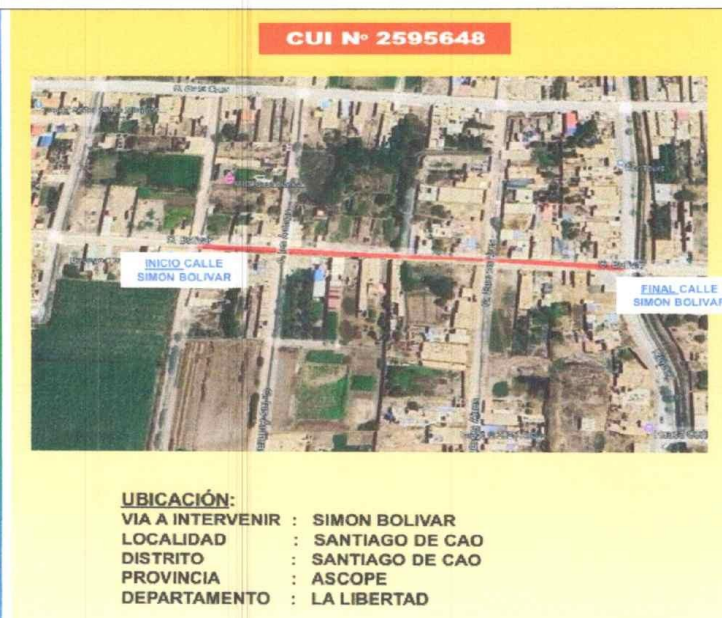 CUI Nº 2595648
INICIO CALLE
SIMON BOLIVAR
FINAL CALLE
SIMON BOLIVAR
UBICACIÓN:
VIA A INTERVENIR : SIMON BOLIVAR
LOCALIDAD : SANTIAGO DE CAO
DISTRITO : SANTIAGO DE CAO
PROVINCIA : ASCOPE
DEPARTAMENTO : LA LIBERTAD